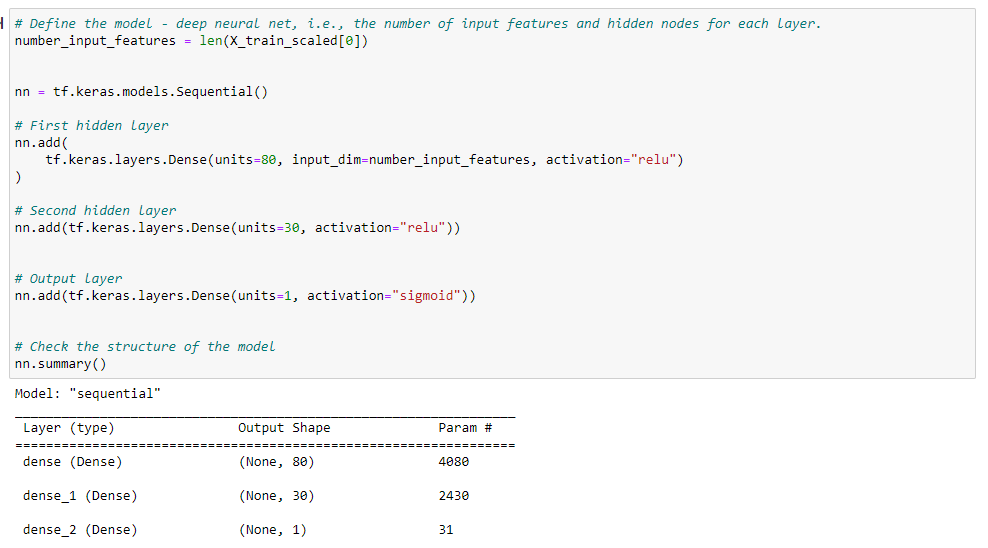 # Define the model - deep neural net, i.e., the number of input features and hidden nodes for each layer.
number_input_features = len(X_train_scaled[0])
nn = tf.keras.models.Sequential()
# First hidden layer
nn.add(
    tf.keras.layers.Dense(units=80, input_dim=number_input_features, activation="relu")
)
# Second hidden layer
nn.add(tf.keras.layers.Dense(units=30, activation="relu"))
# Output layer
nn.add(tf.keras.layers.Dense(units=1, activation="sigmoid"))
# Check the structure of the model
nn.summary()
Model: "sequential"
_________________________________________________________________
Layer (type) Output Shape Param #
=================================================================
dense (Dense) (None, 80) 4080
dense_1 (Dense) (None, 30) 2430
dense_2 (Dense) (None, 1) 31